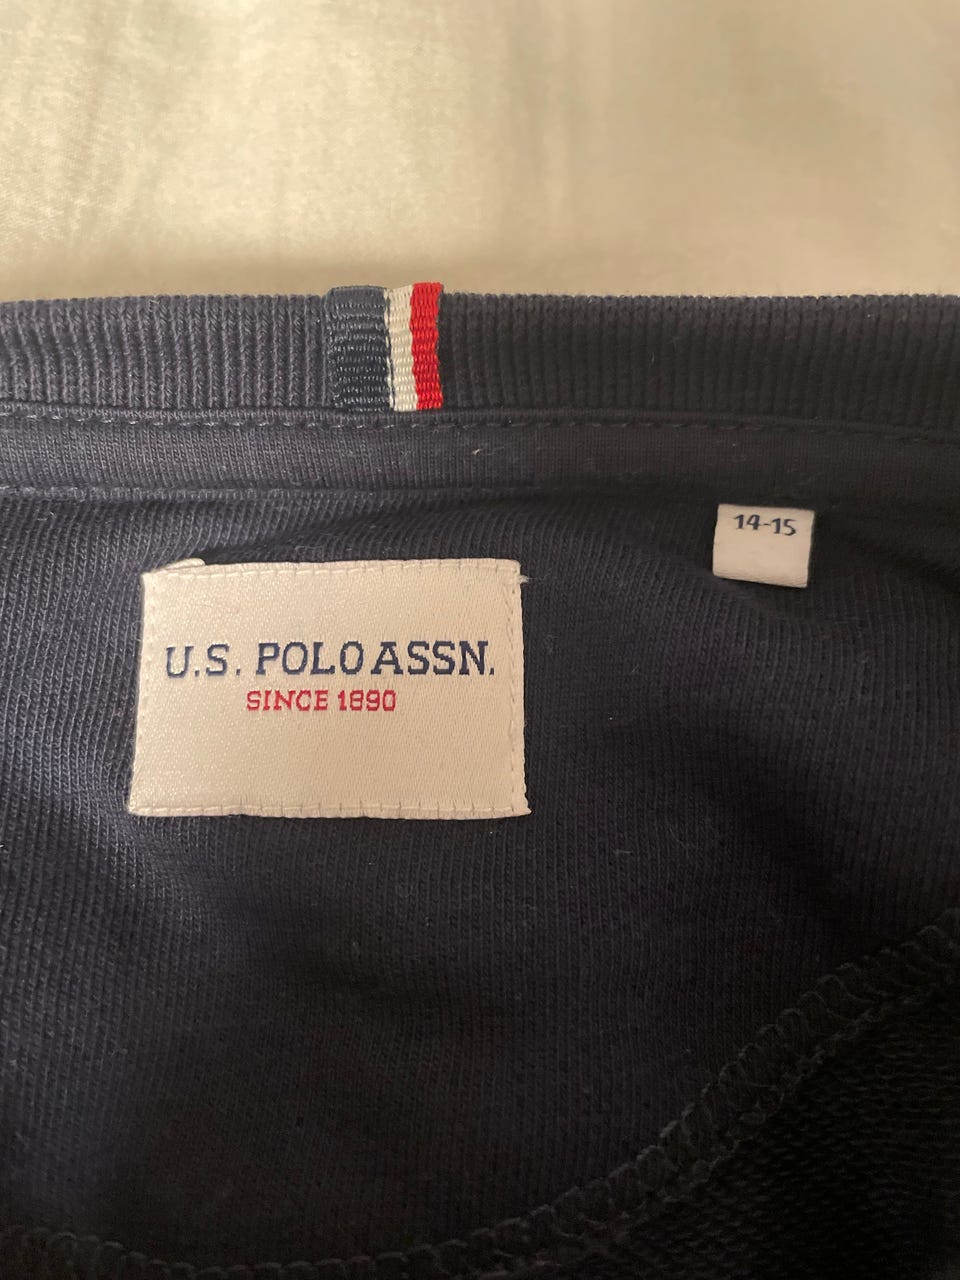 14-15
U.S. POLO ASSN.
SINCE 1890